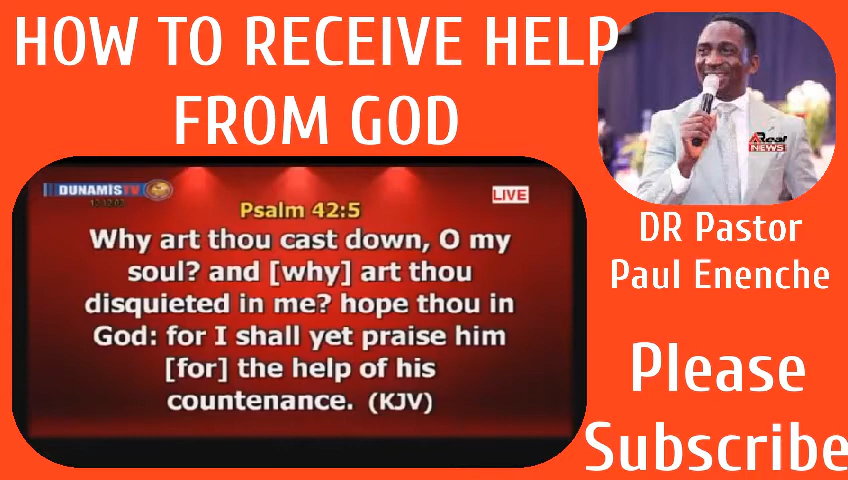 HOW TO RECEIVE HELP
FROM GOD
DUNAMIS TV
LIVE
Psalm 42:5
Why art thou cast down, O my
soul? and [why] art thou
disquieted in me? hope thou in
God: for I shall yet praise him
[for] the help of his
countenance. (KJV)
AReal
NEWS
DR Pastor
Paul Enenche
Please
Subscribe